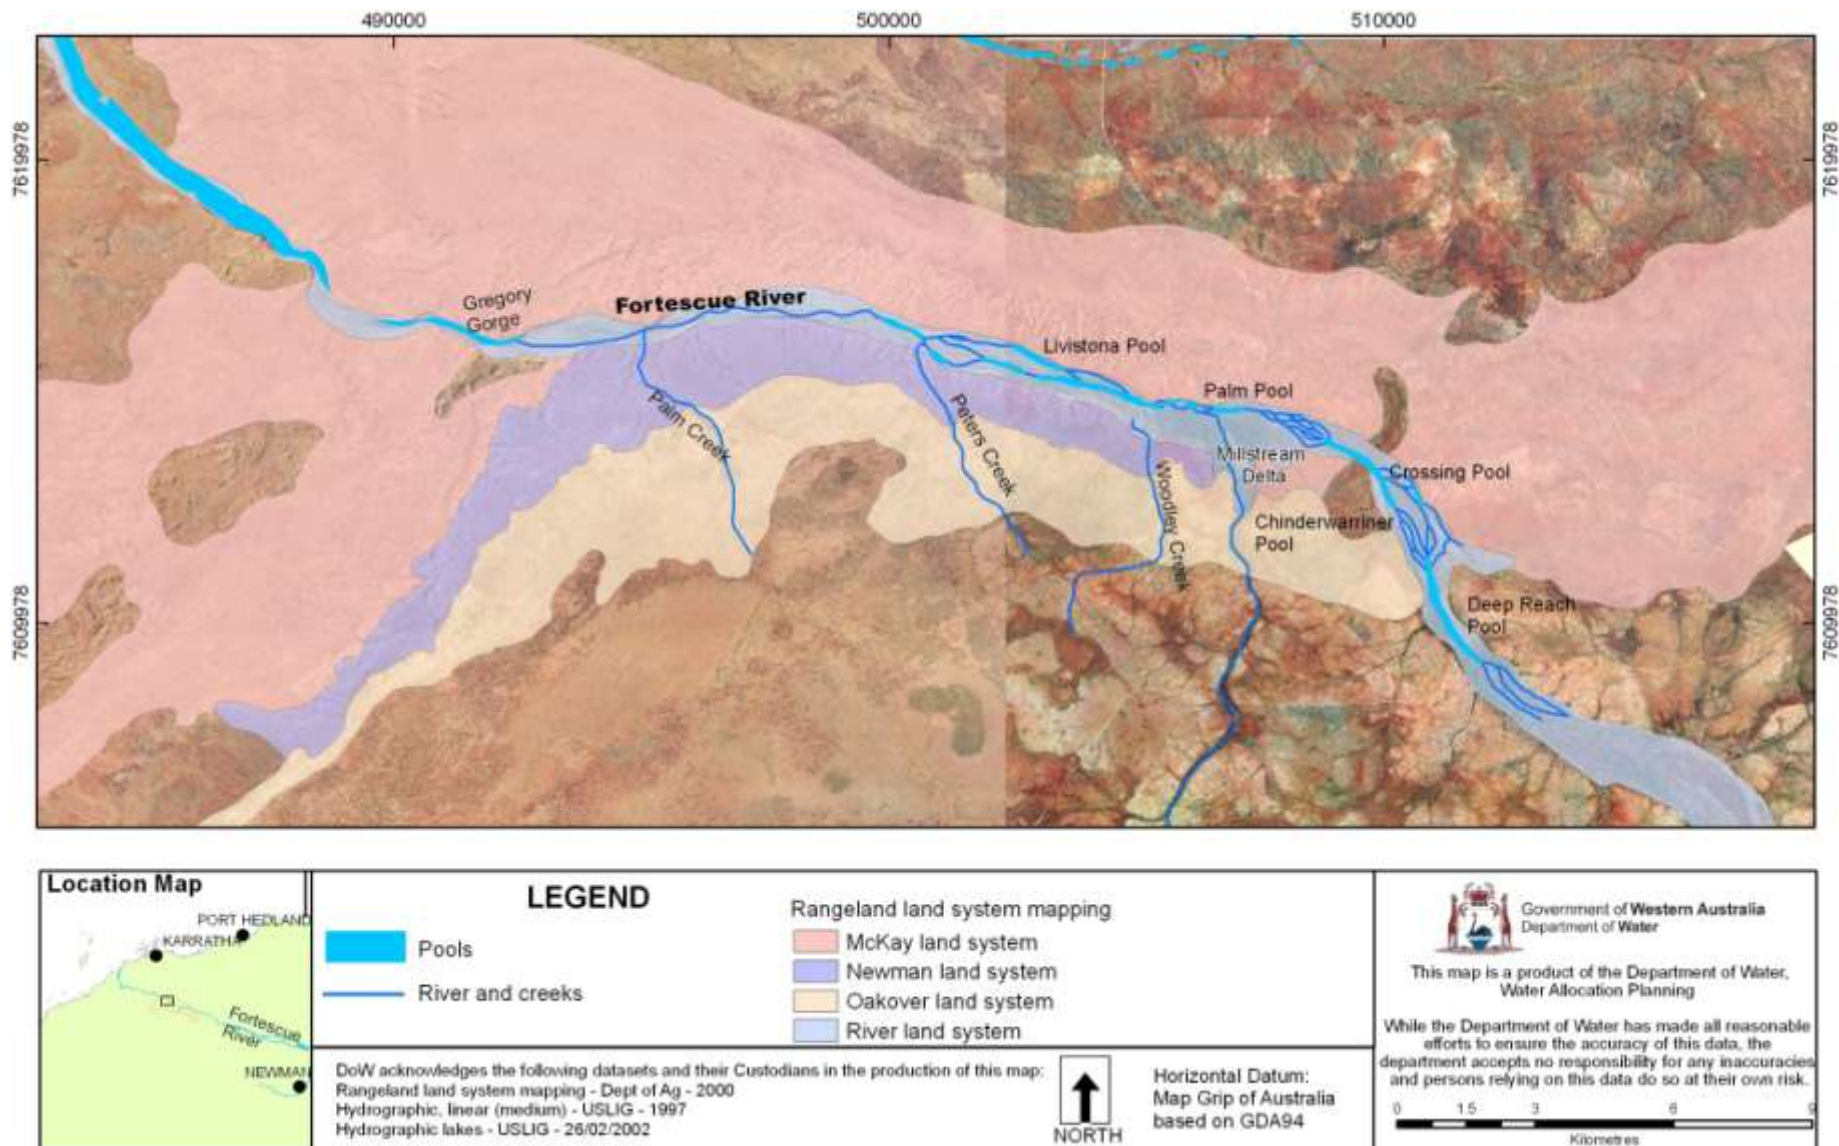 490000
500000
510000
7619978
7619978
Gregory
Gorge
Fortescue River
Livistona Pool
Palm Pool
Palm Creek
Peters Creek
Millstream
Delta
Crossing Pool
Woodley Creek
Chinderwarriner
Pool
7609978
7609978
Deep Reach
Pool
Location Map
PORT HEDLAND
KARRATHA
Fortescue
River
NEWMAN
LEGEND
Pools
River and creeks
Rangeland land system mapping
McKay land system
Newman land system
Oakover land system
River land system
DoW acknowledges the following datasets and their Custodians in the production of this map:
Rangeland land system mapping - Dept of Ag - 2000
Hydrographic, linear (medium) - USLIG - 1997
Hydrographic lakes - USLIG - 26/02/2002
NORTH
Horizontal Datum:
Map Grip of Australia
based on GDA94
Government of Western Australia
Department of Water
This map is a product of the Department of Water,
Water Allocation Planning
While the Department of Water has made all reasonable
efforts to ensure the accuracy of this data, the
department accepts no responsibility for any inaccuracies
and persons relying on this data do so at their own risk.
0 1.5 3 6 9
Kilometres